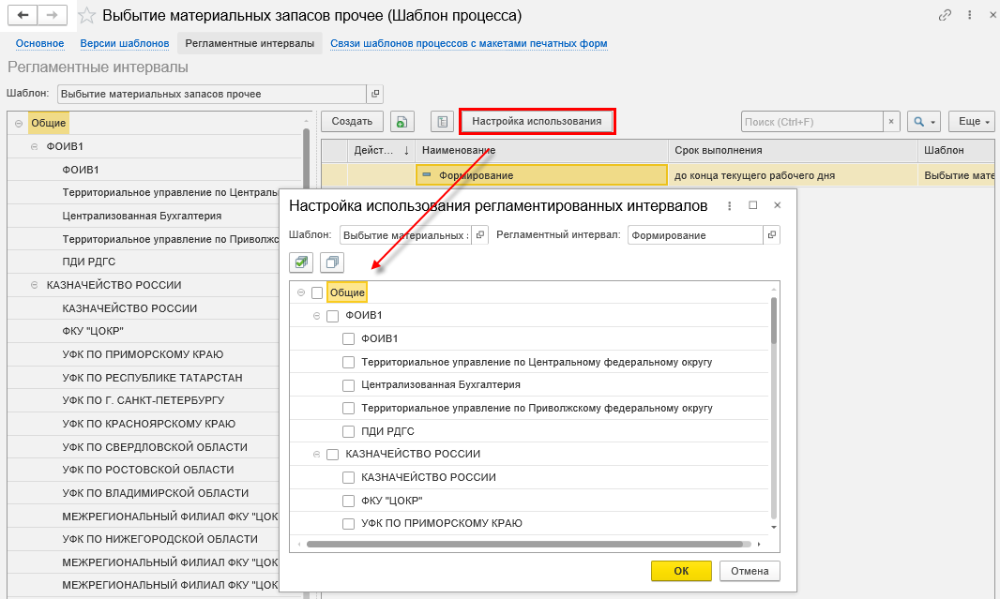 Выбытие материальных запасов прочее (Шаблон процесса)
Основное Версии шаблонов Регламентные интервалы Связи шаблонов процессов с макетами печатных форм
Регламентные интервалы
Шаблон: Выбытие материальных запасов прочее
Общие
ФОИВ1
ФОИВ1
Территориальное управление по Централь
Централизованная Бухгалтерия
Территориальное управление по Приволжс
ПДИ РДГС
КАЗНАЧЕЙСТВО РОССИИ
КАЗНАЧЕЙСТВО РОССИИ
ФКУ "ЦОКР"
УФК ПО ПРИМОРСКОМУ КРАЮ
УФК ПО РЕСПУБЛИКЕ ТАТАРСТАН
УФК ПО Г. САНКТ-ПЕТЕРБУРГУ
УФК ПО КРАСНОЯРСКОМУ КРАЮ
УФК ПО СВЕРДЛОВСКОЙ ОБЛАСТИ
УФК ПО РОСТОВСКОЙ ОБЛАСТИ
УФК ПО ВЛАДИМИРСКОЙ ОБЛАСТИ
МЕЖРЕГИОНАЛЬНЫЙ ФИЛИАЛ ФКУ "ЦОК
УФК ПО НИЖЕГОРОДСКОЙ ОБЛАСТИ
МЕЖРЕГИОНАЛЬНЫЙ ФИЛИАЛ ФКУ "ЦОК
МЕЖРЕГИОНАЛЬНЫЙ ФИЛИАЛ ФКУ "ЦОК
Создать Настройка использования Поиск (Ctrl+F) × Еще
Дейст... ↓ Наименование Срок выполнения Шаблон
Формирование до конца текущего рабочего дня Выбытие мате
Настройка использования регламентированных интервалов
Шаблон: Выбытие материальных : Регламентный интервал: Формирование
Общие
ФОИВ1
ФОИВ1
Территориальное управление по Центральному федеральному округу
Централизованная Бухгалтерия
Территориальное управление по Приволжскому федеральному округу
ПДИ РДГС
КАЗНАЧЕЙСТВО РОССИИ
КАЗНАЧЕЙСТВО РОССИИ
ФКУ "ЦОКР"
УФК ПО ПРИМОРСКОМУ КРАЮ
ОК Отмена